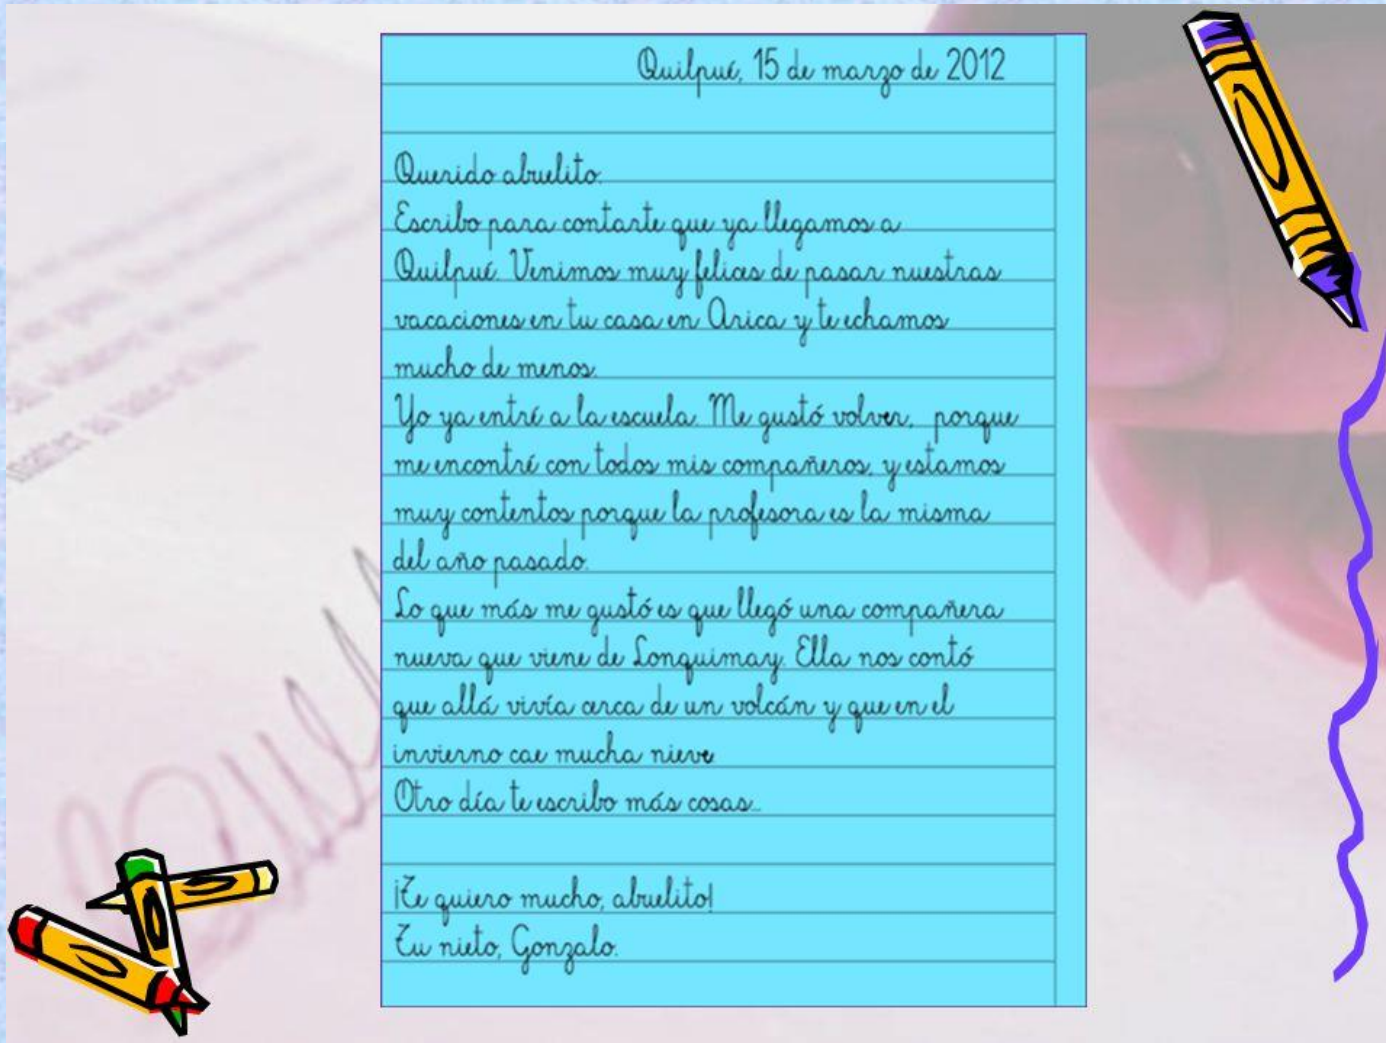 Quilpué, 15 de marzo de 2012
Querido abuelito:
Escribo para contarte que ya llegamos a
Quilpué. Venimos muy felices de pasar nuestras
vacaciones en tu casa en Arica y te echamos
mucho de menos.
Yo ya entré a la escuela. Me gustó volver, porque
me encontré con todos mis compañeros, y estamos
muy contentos porque la profesora es la misma
del año pasado.
Lo que más me gustó es que llegó una compañera
nueva que viene de Lonquimay. Ella nos contó
que allá vivía cerca de un volcán y que en el
invierno cae mucha nieve
Otro día te escribo más cosas...
¡Te quiero mucho, abuelito!
Tu nieto, Gonzalo.